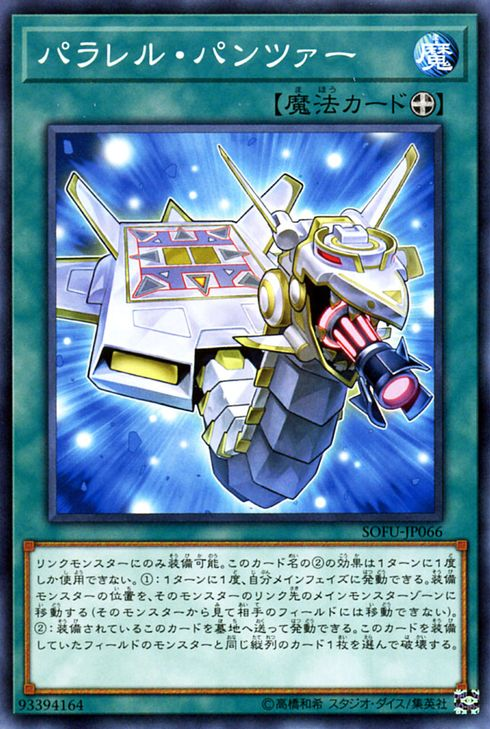 パラレル・パンツァー
魔
【魔法カード】
SOFU-JP066
リンクモンスターにのみ装備可能。このカード名の②の効果は1ターンに1度
しか使用できない。①：1ターンに1度、自分メインフェイズに発動できる。装備
モンスターの位置を、そのモンスターのリンク先のメインモンスターゾーンに
移動する（そのモンスターから見て相手のフィールドには移動できない）。
②：装備されているこのカードを墓地へ送って発動できる。このカードを装備
していたフィールドのモンスターと同じ縦列のカード1枚を選んで破壊する。
93394164
©高橋和希 スタジオ・ダイス/集英社